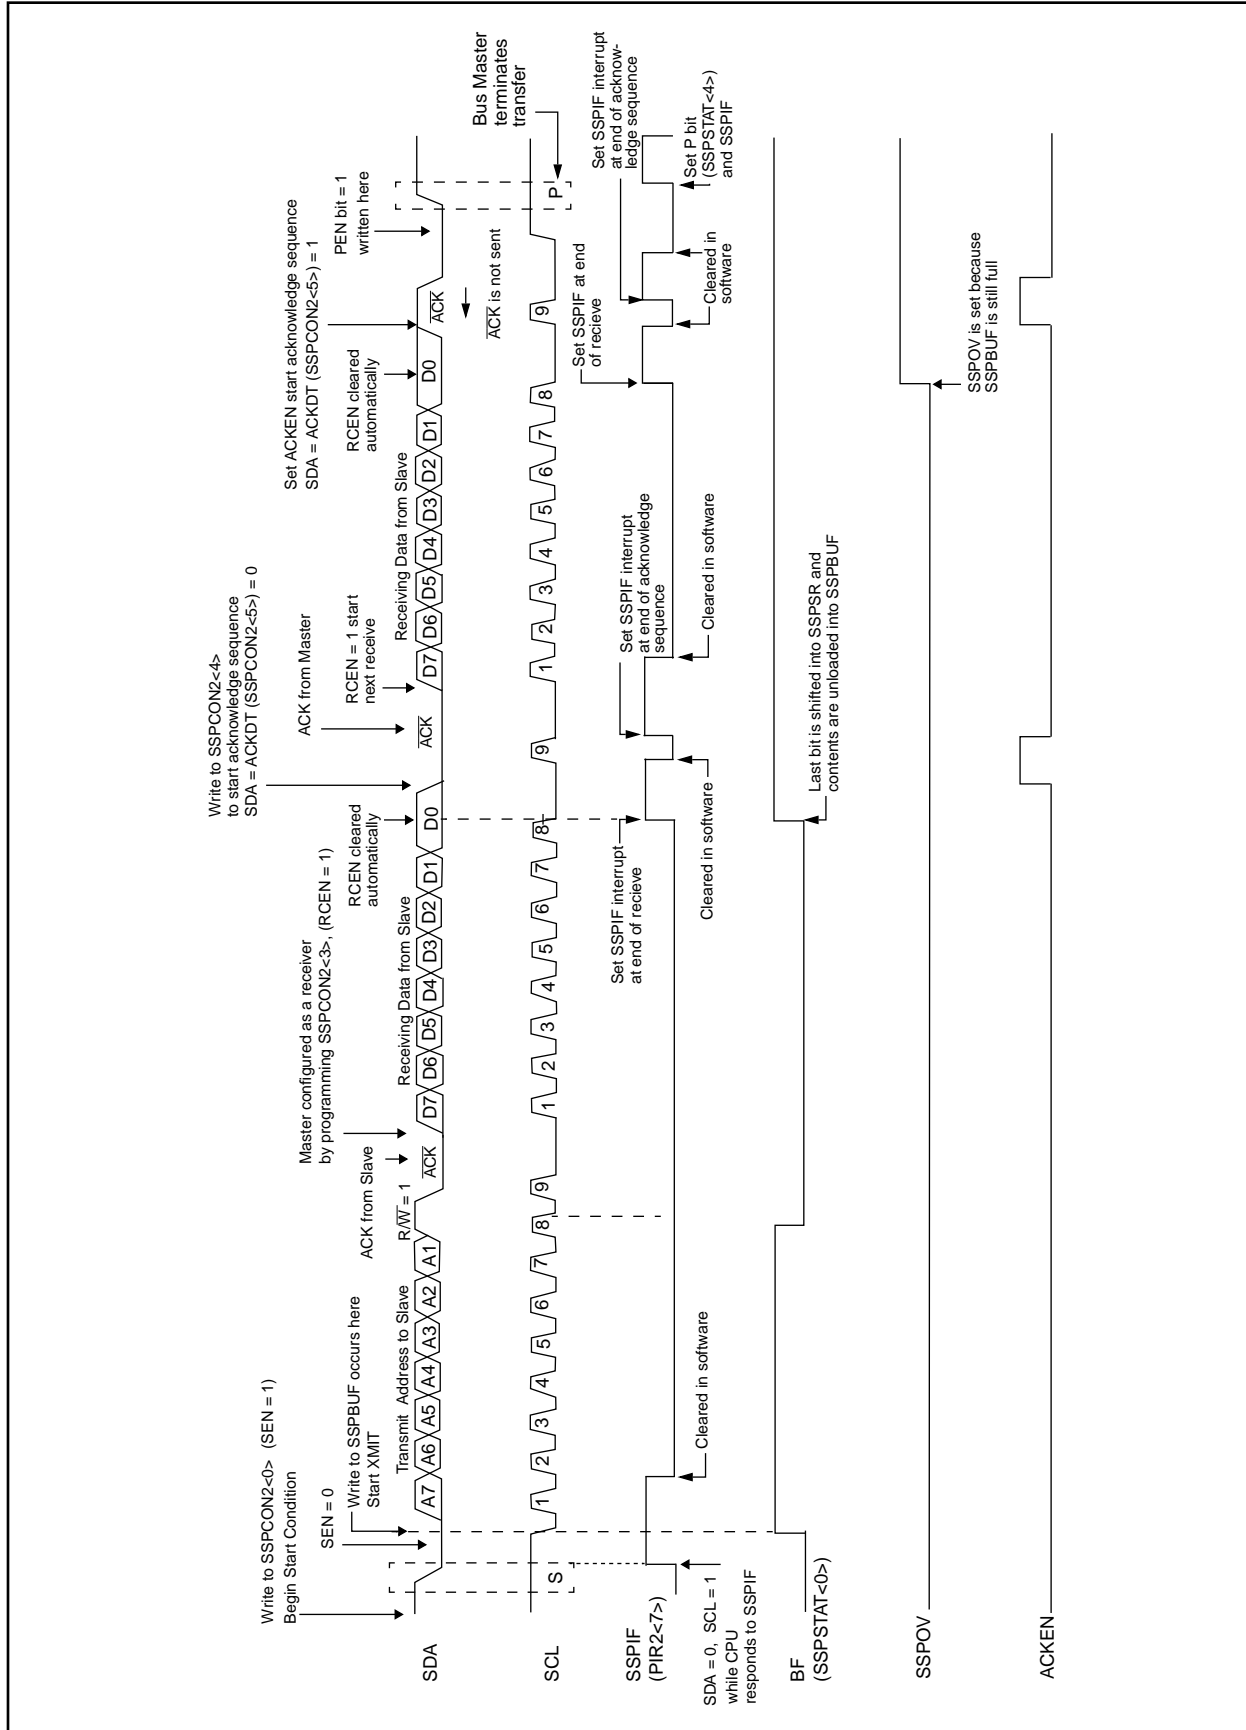 Write to SSPCON2<0> (SEN = 1)
Begin Start Condition
SEN = 0
Write to SSPBUF occurs here
Start XMIT
Transmit Address to Slave
ACK from Slave
R/W = 1
Master configured as a receiver
by programming SSPCON2<3>, (RCEN = 1)
Receiving Data from Slave
RCEN cleared
automatically
Write to SSPCON2<4>
to start acknowledge sequence
SDA = ACKDT (SSPCON2<5>) = 0
ACK from Master
RCEN = 1 start
next receive
Receiving Data from Slave
RCEN cleared
automatically
Set ACKEN start acknowledge sequence
SDA = ACKDT (SSPCON2<5>) = 1
PEN bit = 1
written here
SDA
A7 A6 A5 A4 A3 A2 A1 ACK D7 D6 D5 D4 D3 D2 D1 D0 ACK D7 D6 D5 D4 D3 D2 D1 D0 ACK
ACK is not sent
Bus Master
terminates
transfer
SCL
S 1 2 3 4 5 6 7 8 9 1 2 3 4 5 6 7 8 9 1 2 3 4 5 6 7 8 9 P
Set SSPIF interrupt
at end of recieve
Set SSPIF interrupt
at end of acknowledge
sequence
Set SSPIF at end
of recieve
Set SSPIF interrupt
at end of acknow-
ledge sequence
SSPIF
(PIR2<7>)
SDA = 0, SCL = 1
while CPU
responds to SSPIF
Cleared in software
Cleared in software
Cleared in software
Cleared in
software
Set P bit
(SSPSTAT<4>)
and SSPIF
BF
(SSPSTAT<0>)
Last bit is shifted into SSPSR and
contents are unloaded into SSPBUF
SSPOV
SSPOV is set because
SSPBUF is still full
ACKEN